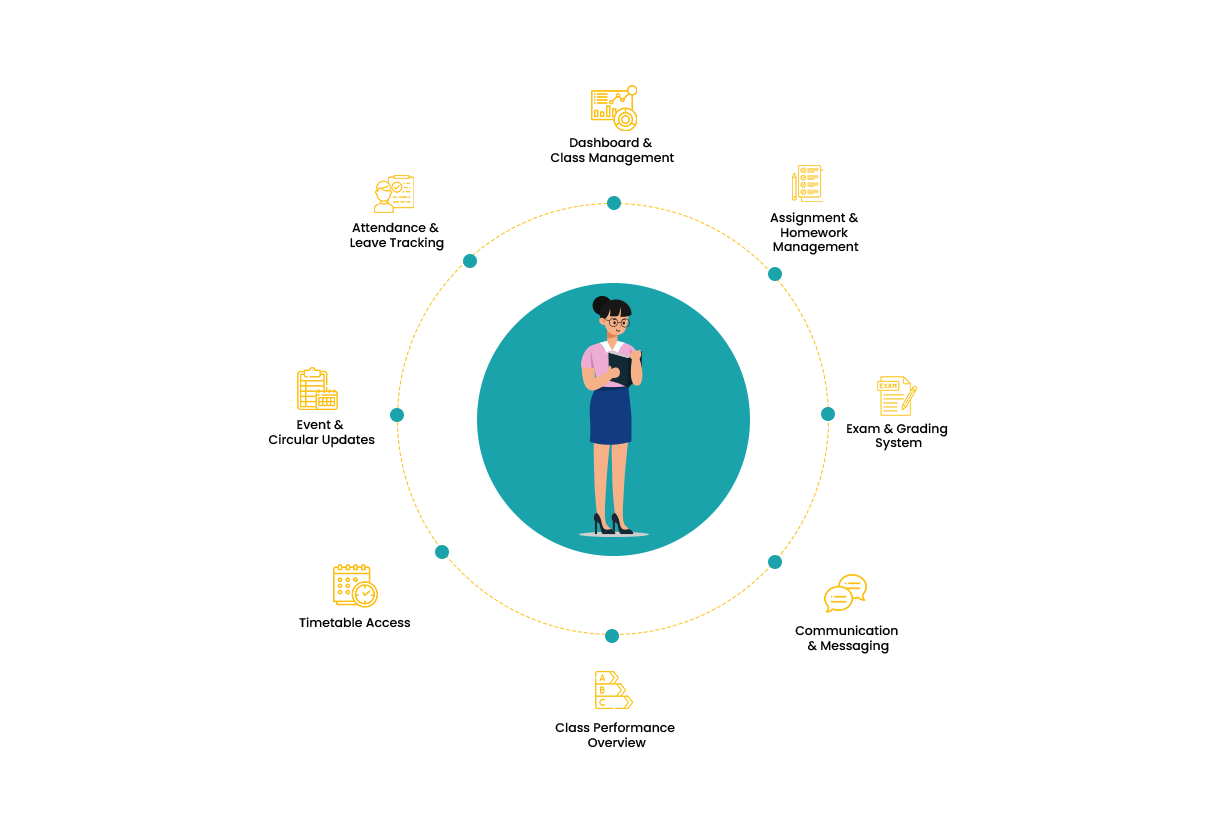 Dashboard &
Class Management
Assignment &
Homework
Management
Attendance &
Leave Tracking
EXAM
Exam & Grading
System
Event &
Circular Updates
Timetable Access
Communication
& Messaging
A
B
C
Class Performance
Overview